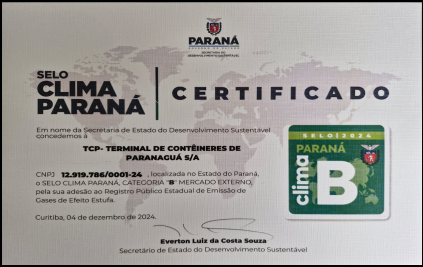 PARANÁ
GOVERNO DO ESTADO
SECRETARIA DO
DESENVOLVIMENTO SUSTENTÁVEL
SELO
CLIMA
PARANÁ
CERTIFICADO
Em nome da Secretaria de Estado do Desenvolvimento Sustentável
concedemos à
TCP- TERMINAL DE CONTÊINERES DE
PARANAGUÁ S/A
CNPJ 12.919.786/0001-24 , localizada no Estado do Paraná,
o SELO CLIMA PARANÁ, CATEGORIA "B" MERCADO EXTERNO,
pela sua adesão ao Registro Público Estadual de Emissão de
Gases de Efeito Estufa.
Curitiba, 04 de dezembro de 2024.
Everton Luiz da Costa Souza
Secretário de Estado do Desenvolvimento Sustentável
SELO|2024
PARANÁ
clima
B